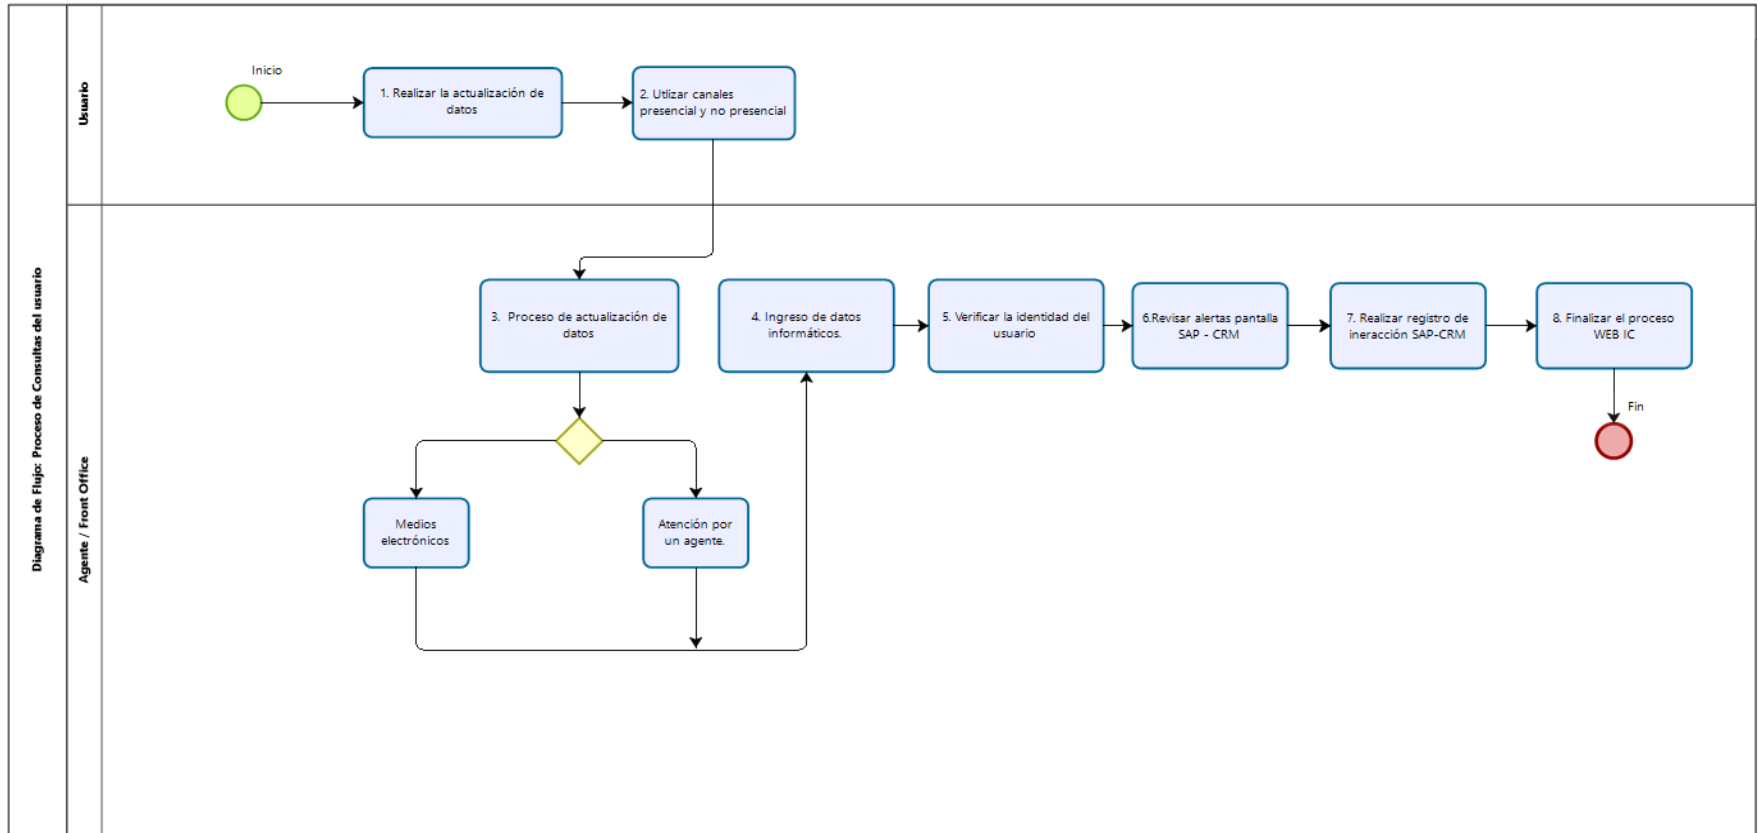 Diagrama de Flujo: Proceso de Consultas del usuario
Usuario
Inicio
1. Realizar la actualización de
datos
2. Utlizar canales
presencial y no presencial
Agente / Front Office
3. Proceso de actualización de
datos
4. Ingreso de datos
informáticos.
5. Verificar la identidad del
usuario
6.Revisar alertas pantalla
SAP - CRM
7. Realizar registro de
ineracción SAP-CRM
8. Finalizar el proceso
WEB IC
Fin
Medios
electrónicos
Atención por
un agente.